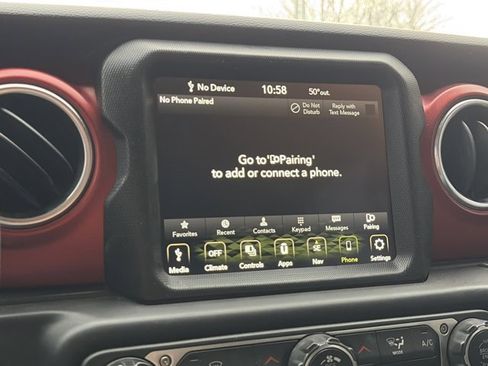 No Device 10:58 50°out.
No Phone Paired
Do Not Disturb
Reply with Text Message
Go to 'Pairing'
to add or connect a phone.
Favorites Recent Contacts Keypad Messages Pairing
OFF SE
Media Climate Controls Apps Nav Phone Settings
MODE A/C